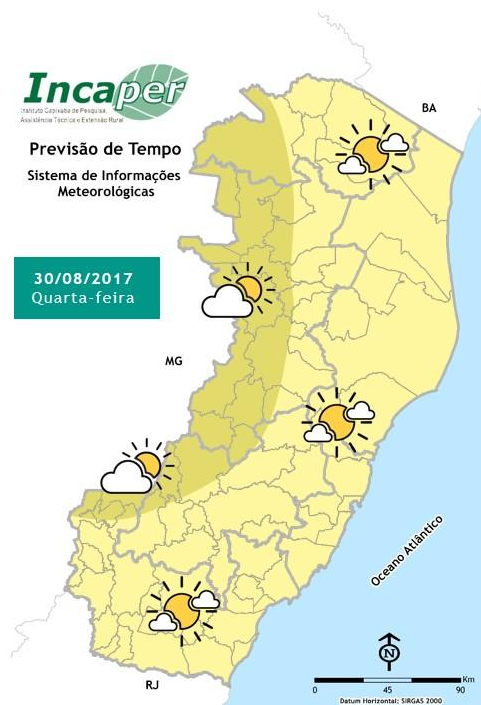 Incaper
Instituto Capixaba de Pesquisa,
Assistência Técnica e Extensão Rural
Previsão de Tempo
Sistema de Informações
Meteorológicas
30/08/2017
Quarta-feira
BA
MG
Oceano Atlântico
N
RJ
Km
0 45 90
Datum Horizontal: SIRGAS 2000